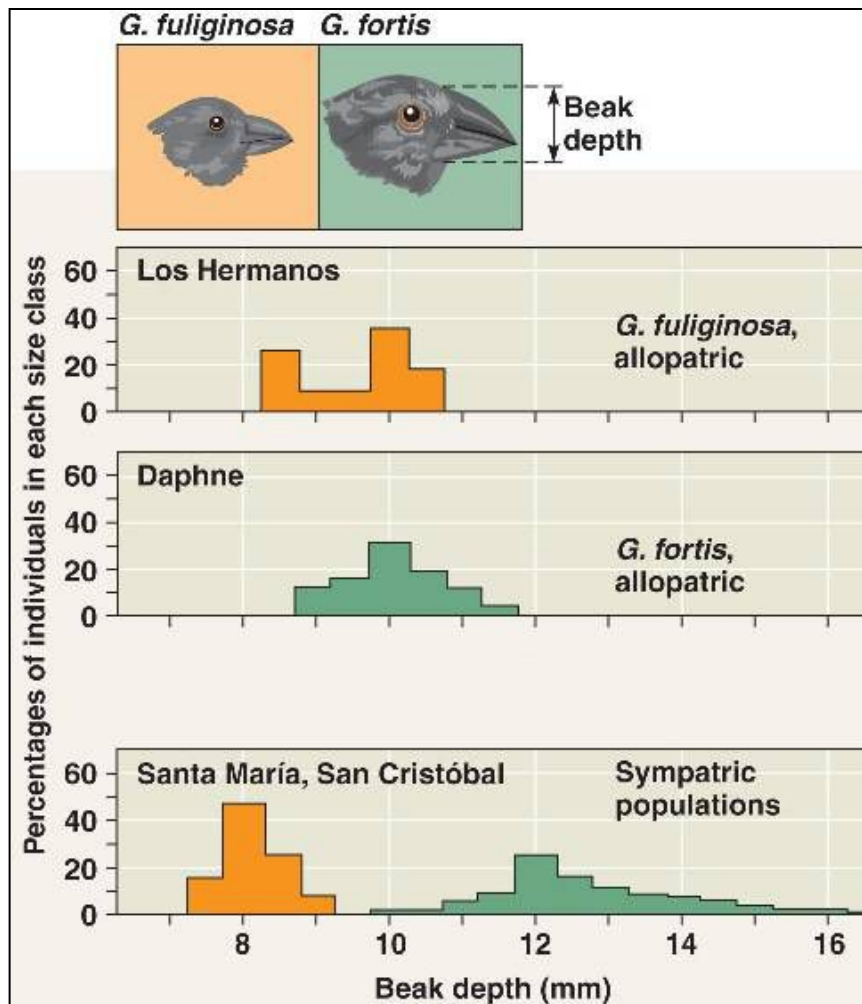 G. fuliginosa G. fortis
Beak
depth
Percentages of individuals in each size class
60
40
20
0
Los Hermanos
G. fuliginosa,
allopatric
60
40
20
0
Daphne
G. fortis,
allopatric
60
40
20
0
Santa María, San Cristóbal
Sympatric
populations
8 10 12 14 16
Beak depth (mm)